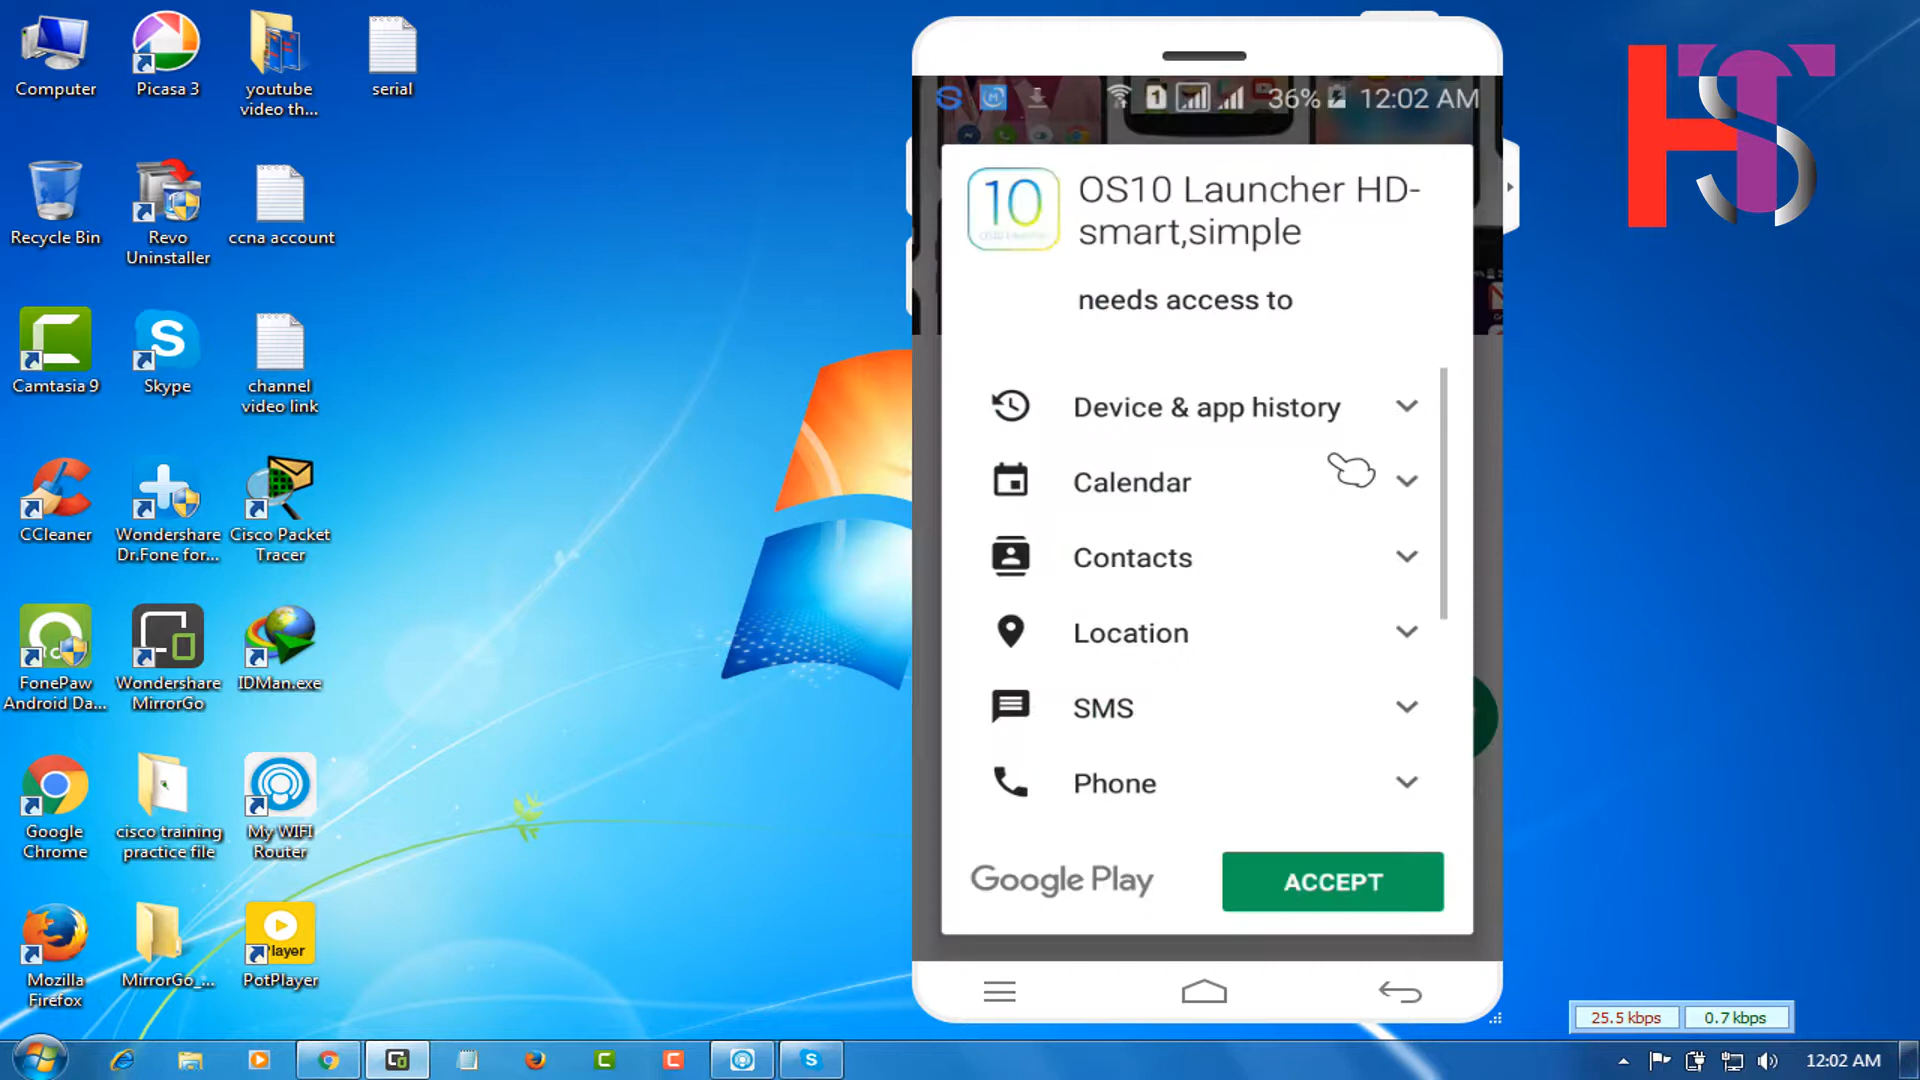 Computer
Picasa 3
youtube
video th...
serial
Recycle Bin
Revo
Uninstaller
ccna account
Camtasia 9
Skype
channel
video link
CCleaner
Wondershare
Dr.Fone for...
Cisco Packet
Tracer
FonePaw
Android Da...
Wondershare
MirrorGo
IDMan.exe
Google
Chrome
cisco training
practice file
My WIFI
Router
Mozilla
Firefox
MirrorGo_...
Player
PotPlayer
1
36%
12:02 AM
10
OS10 Launcher HD-
smart,simple
needs access to
Device & app history
Calendar
Contacts
Location
SMS
Phone
Google Play
ACCEPT
HTS
25.5 kbps
0.7 kbps
12:02 AM